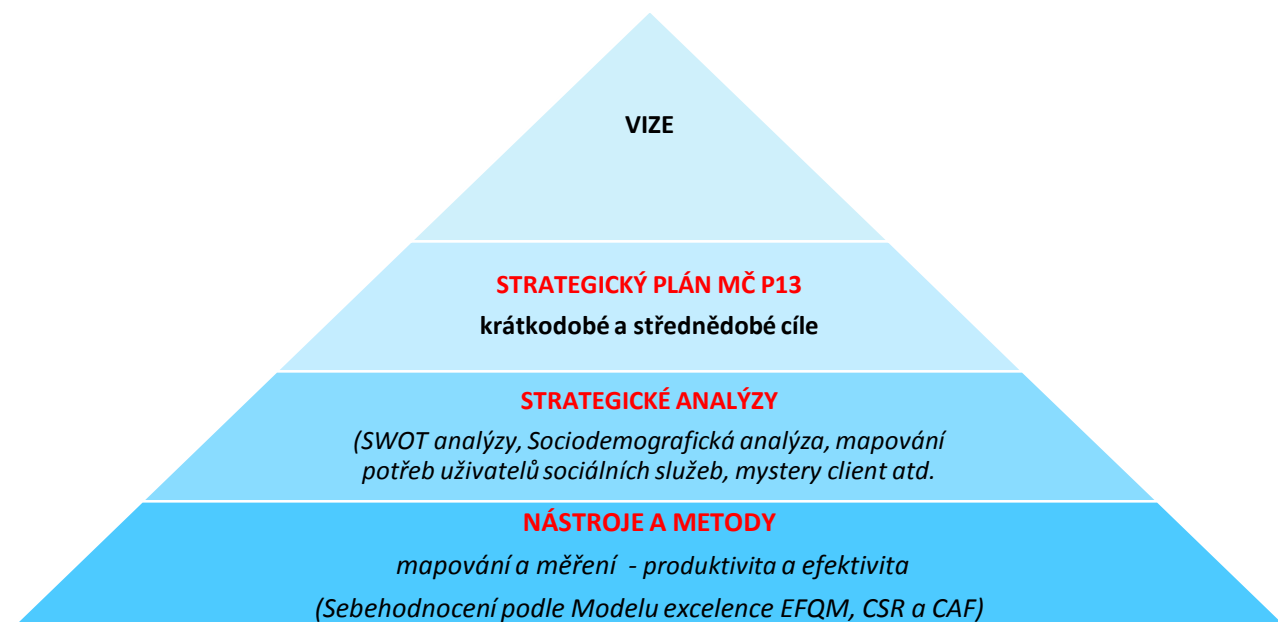 VIZE
STRATEGICKÝ PLÁN MČ P13
krátkodobé a střednědobé cíle
STRATEGICKÉ ANALÝZY
(SWOT analýzy, Sociodemografická analýza, mapování
potřeb uživatelů sociálních služeb, mystery client atd.
NÁSTROJE A METODY
mapování a měření - produktivita a efektivita
(Sebehodnocení podle Modelu excelence EFQM, CSR a CAF)